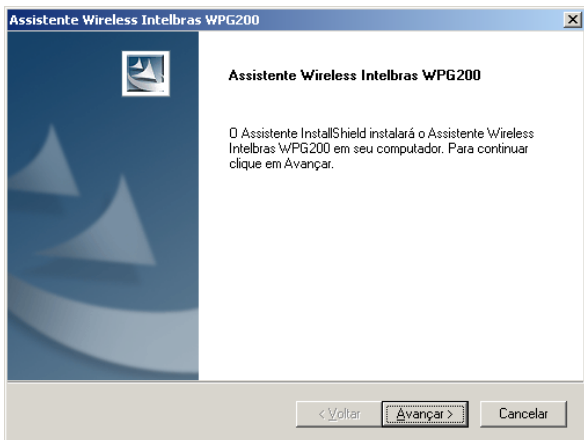 Assistente Wireless Intelbras WPG200
Assistente Wireless Intelbras WPG200
O Assistente InstallShield instalará o Assistente Wireless
Intelbras WPG200 em seu computador. Para continuar
clique em Avançar.
< Voltar Avançar > Cancelar